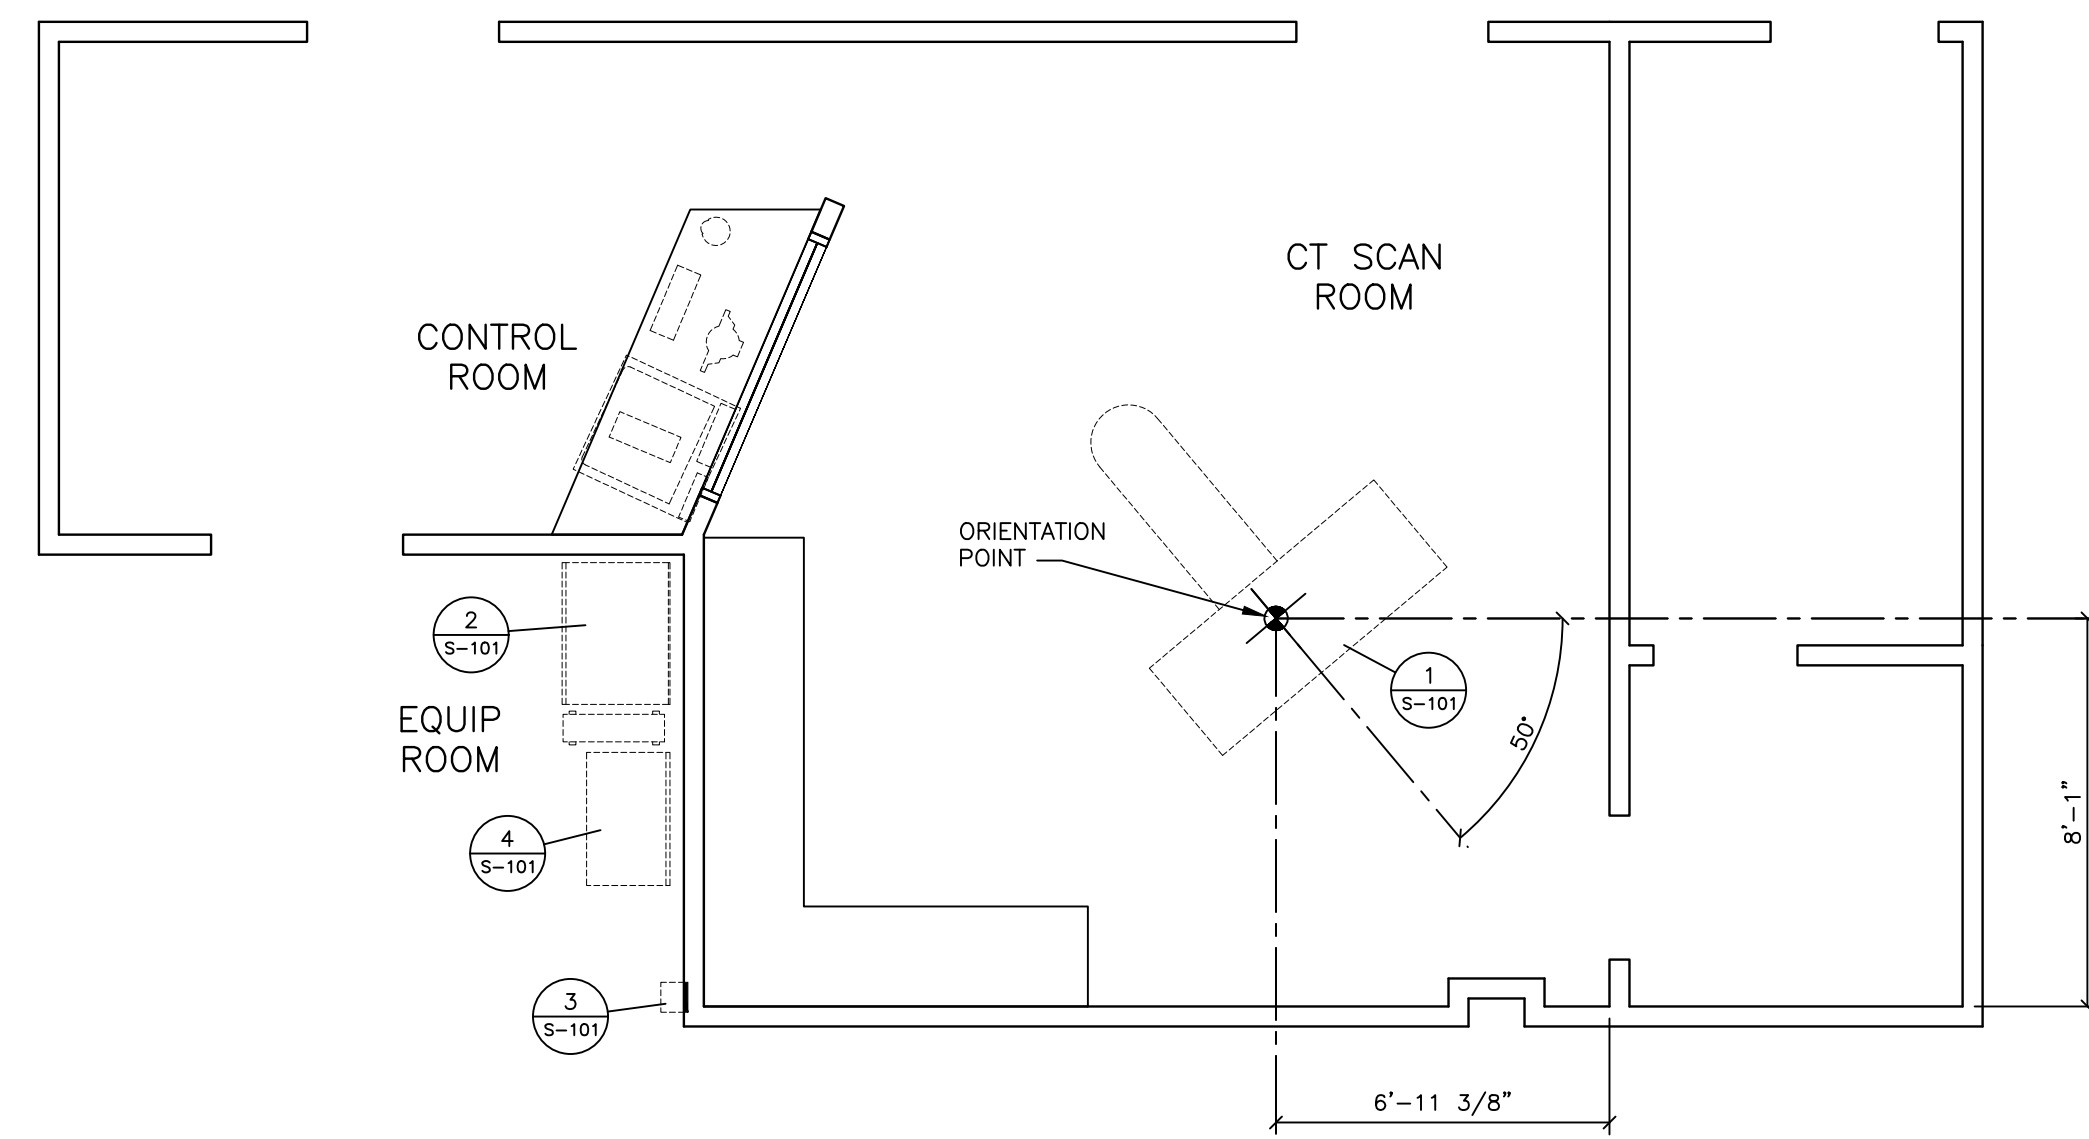 CT SCAN
ROOM
CONTROL
ROOM
ORIENTATION
POINT
2
S-101
1
S-101
EQUIP
ROOM
50°
8'-1"
4
S-101
3
S-101
6'-11 3/8"